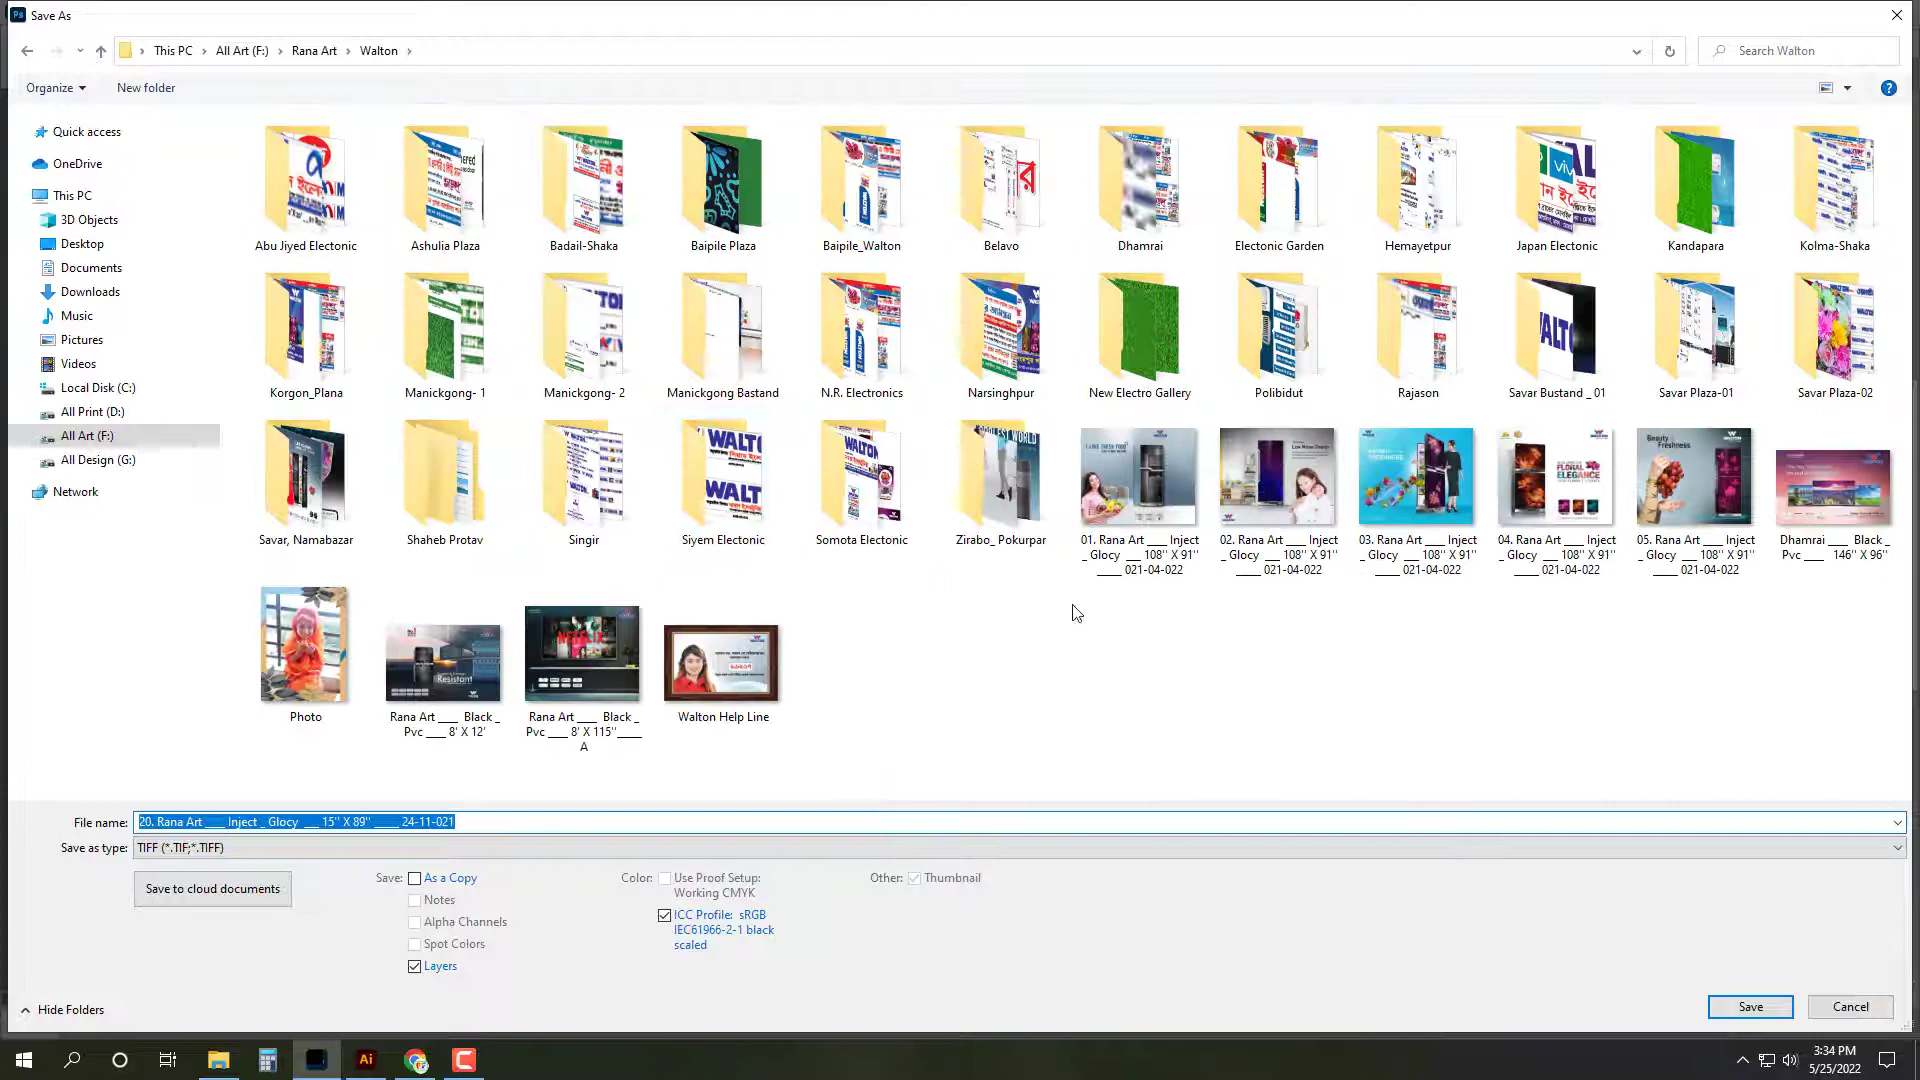 Save As
This PC > All Art (F:) > Rana Art > Walton >
Search Walton
Organize
New folder
Quick access
OneDrive
This PC
3D Objects
Desktop
Documents
Downloads
Music
Pictures
Videos
Local Disk (C:)
All Print (D:)
All Art (F:)
All Design (G:)
Network
Abu Jiyed Electonic
Ashulia Plaza
Badail-Shaka
Baipile Plaza
Baipile_Walton
Belavo
Dhamrai
Electonic Garden
Hemayetpur
Japan Electonic
Kandapara
Kolma-Shaka
Korgon_Plana
Manickgong- 1
Manickgong- 2
Manickgong Bastand
N.R. Electronics
Narsinghpur
New Electro Gallery
Polibidut
Rajason
Savar Bustand _ 01
Savar Plaza-01
Savar Plaza-02
Savar, Namabazar
Shaheb Protav
Singir
Siyem Electonic
Somota Electonic
Zirabo_ Pokurpar
01. Rana Art ___ Inject
_ Glocy ___ 108'' X 91''
____ 021-04-022
02. Rana Art ___ Inject
_ Glocy ___ 108'' X 91''
____ 021-04-022
03. Rana Art ___ Inject
_ Glocy ___ 108'' X 91''
____ 021-04-022
04. Rana Art ___ Inject
_ Glocy ___ 108'' X 91''
____ 021-04-022
05. Rana Art ___ Inject
_ Glocy ___ 108'' X 91''
____ 021-04-022
Dhamrai ___ Black _
Pvc ____ 146'' X 96''
Photo
Rana Art ___ Black _
Pvc ____ 8' X 12'
Rana Art ___ Black _
Pvc ____ 8' X 115''____
A
Walton Help Line
File name: 20. Rana Art ____ Inject _ Glocy ___ 15'' X 89'' _____ 24-11-021
Save as type: TIFF (*.TIF;*.TIFF)
Save to cloud documents
Save:
As a Copy
Notes
Alpha Channels
Spot Colors
Layers
Color:
Use Proof Setup:
Working CMYK
ICC Profile: sRGB
IEC61966-2-1 black
scaled
Other:
Thumbnail
Hide Folders
Save
Cancel
3:34 PM
5/25/2022